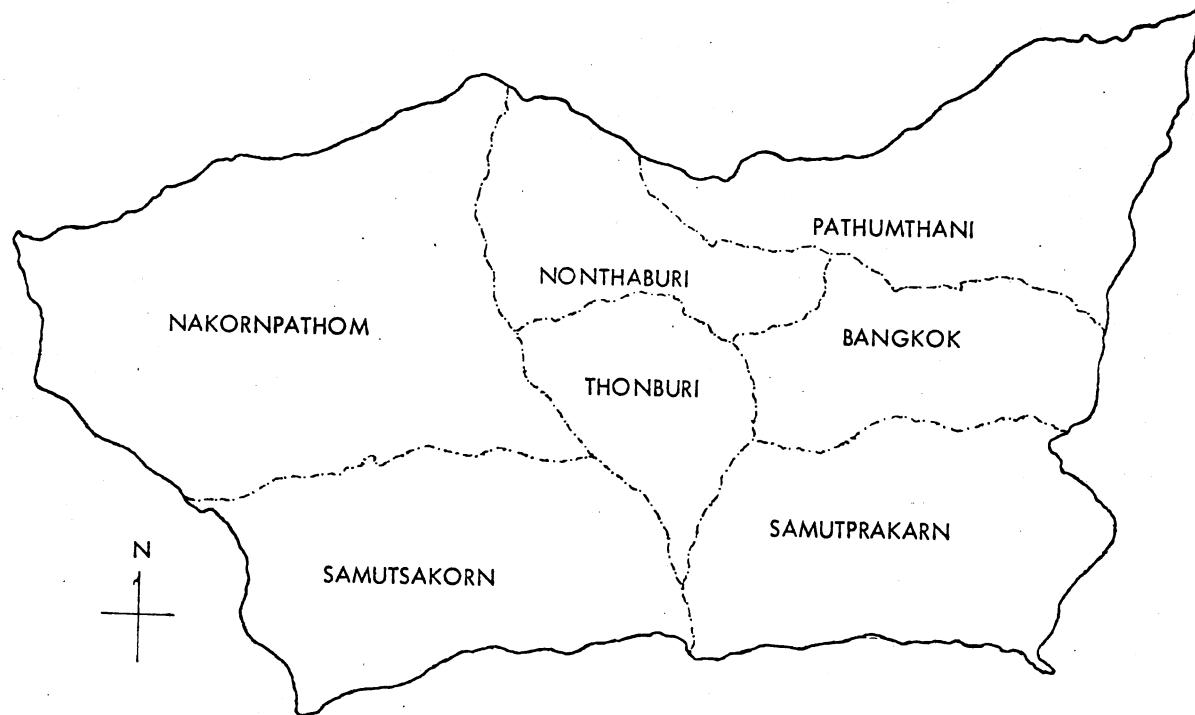 PATHUMTHANI
NONTHABURI
NAKORNPATHOM
BANGKOK
THONBURI
SAMUTPRAKARN
N
SAMUTSAKORN